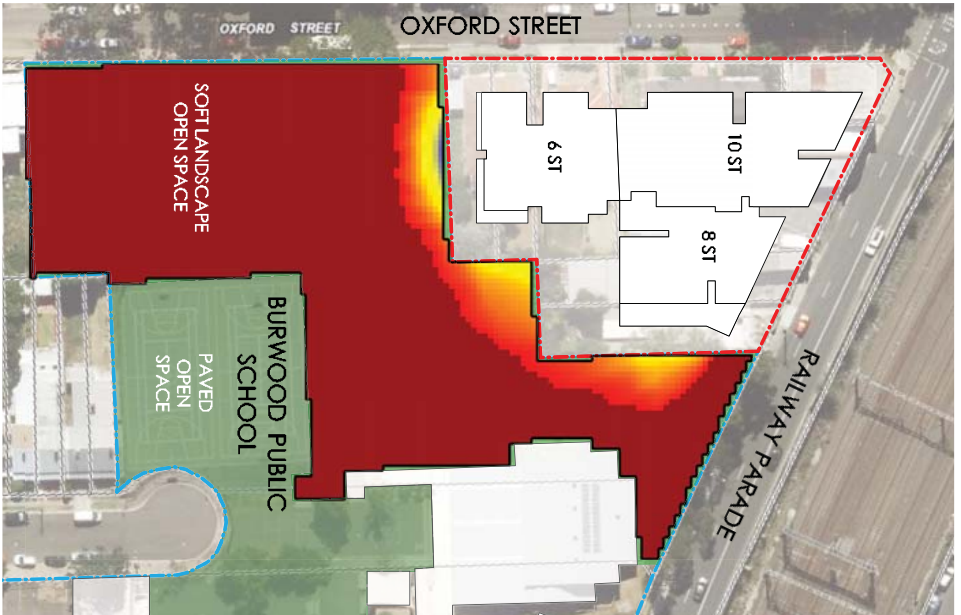 OXFORD STREET
OXFORD STREET
SOFT LANDSCAPE
OPEN SPACE
6 ST
10 ST
8 ST
BURWOOD PUBLIC
SCHOOL
PAVED
OPEN
SPACE
RAILWAY PARADE